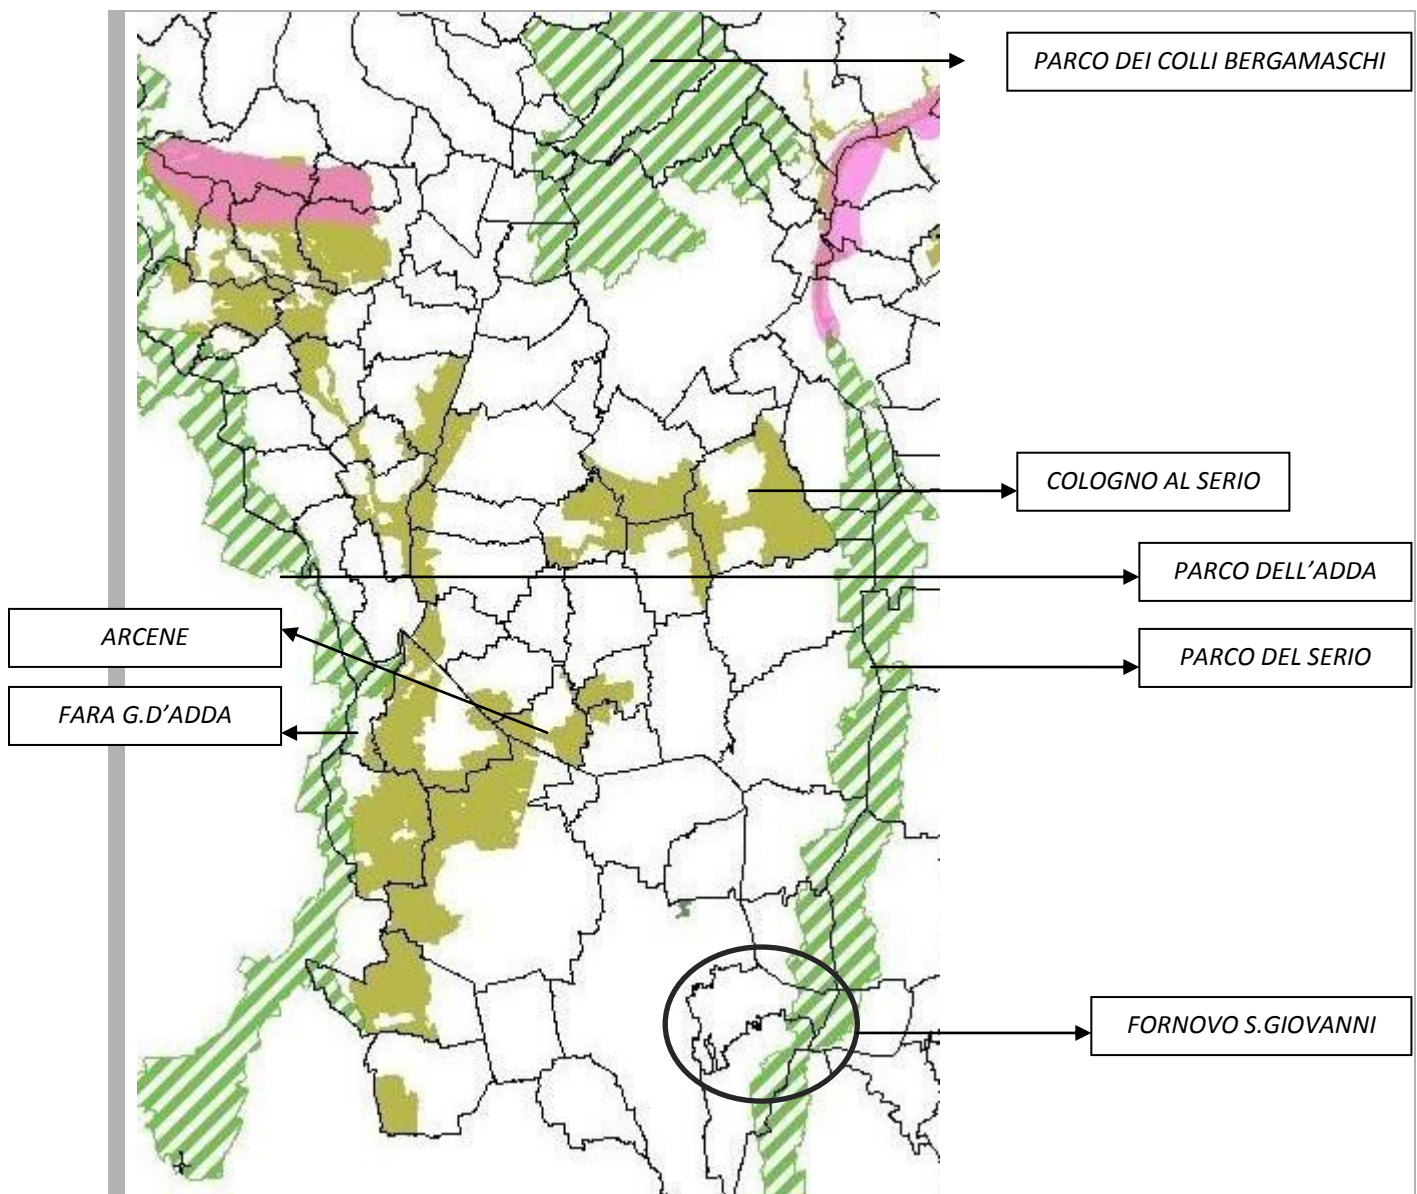 PARCO DEI COLLI BERGAMASCHI
COLOGNO AL SERIO
PARCO DELL’ADDA
ARCENE
PARCO DEL SERIO
FARA G.D’ADDA
FORNOVO S.GIOVANNI